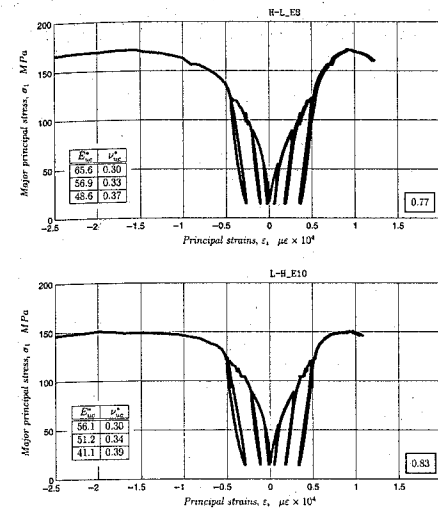 H-L_E8
Major principal stress, σ₁ MPa
200
150
100
50
0
E*uc ν*uc
65.6 0.30
56.9 0.33
48.6 0.37
0.77
-2.5 -2 -1.5 -1 -0.5 0 0.5 1 1.5
Principal strains, εᵢ με × 10⁴
L-H_E10
Major principal stress, σ₁ MPa
200
150
100
50
0
E*uc ν*uc
56.1 0.30
51.2 0.34
41.1 0.39
0.83
-2.5 -2 -1.5 -1 -0.5 0 0.5 1 1.5
Principal strains, εᵢ με × 10⁴